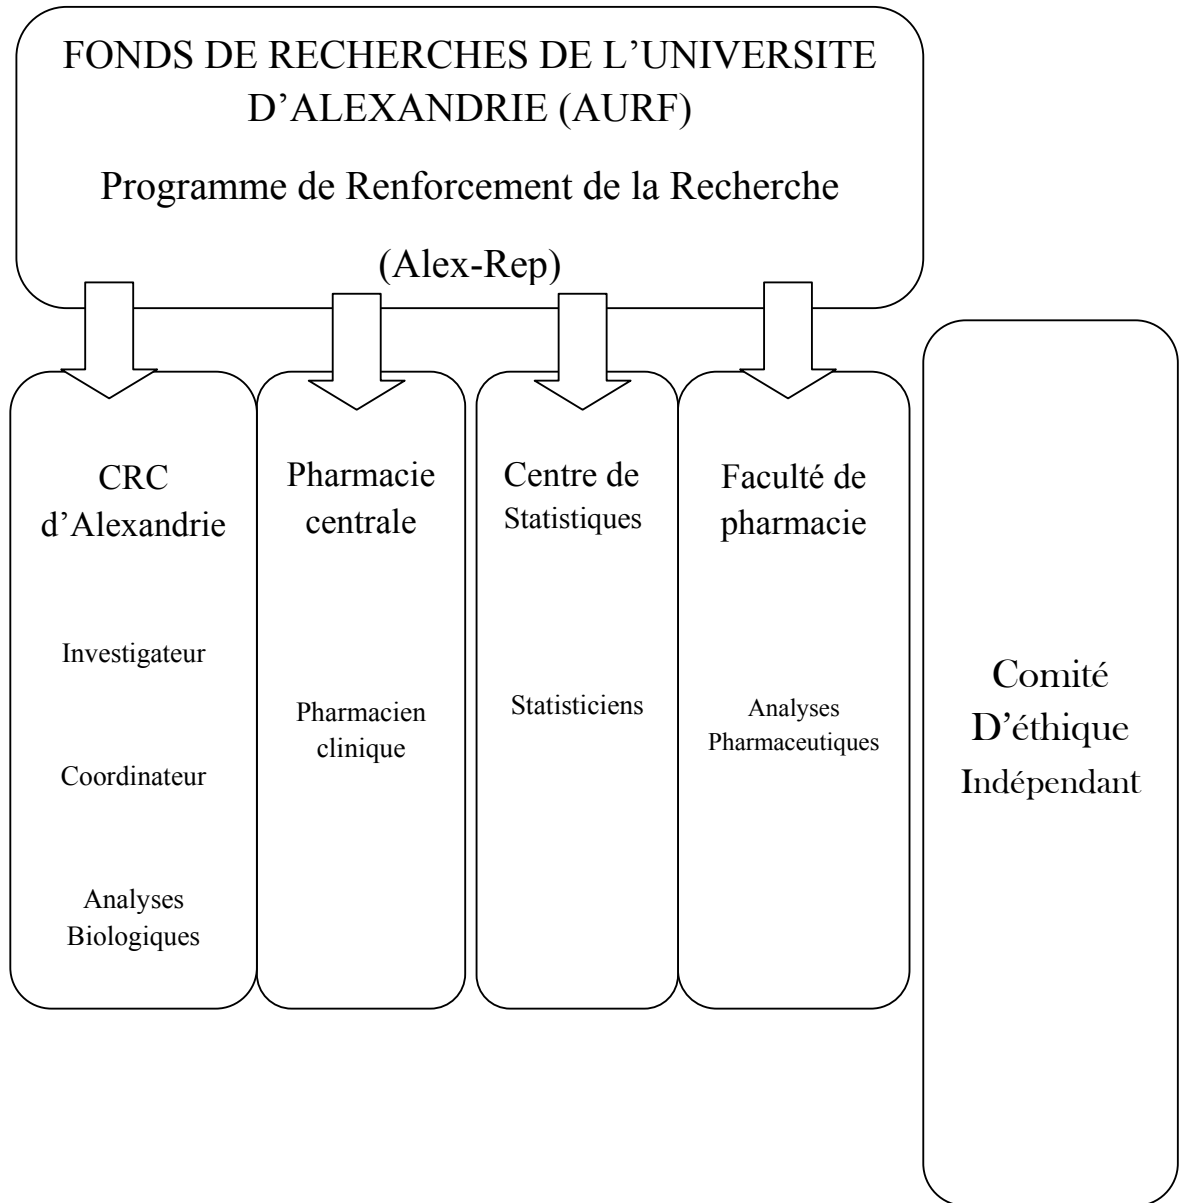 FONDS DE RECHERCHES DE L’UNIVERSITE
D’ALEXANDRIE (AURF)
Programme de Renforcement de la Recherche
(Alex-Rep)
CRC
d’Alexandrie
Investigateur
Coordinateur
Analyses
Biologiques
Pharmacie
centrale
Pharmacien
clinique
Centre de
Statistiques
Statisticiens
Faculté de
pharmacie
Analyses
Pharmaceutiques
Comité
D’éthique
Indépendant